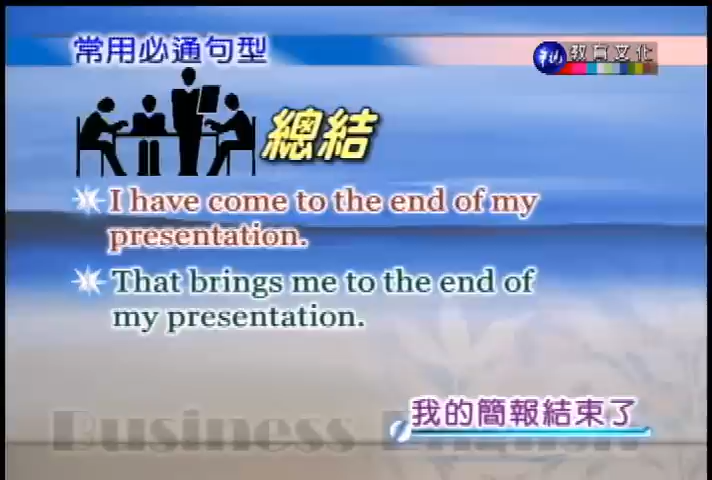 常用必通句型
教育文化
總結
I have come to the end of my
presentation.
That brings me to the end of
my presentation.
我的簡報結束了
Business English